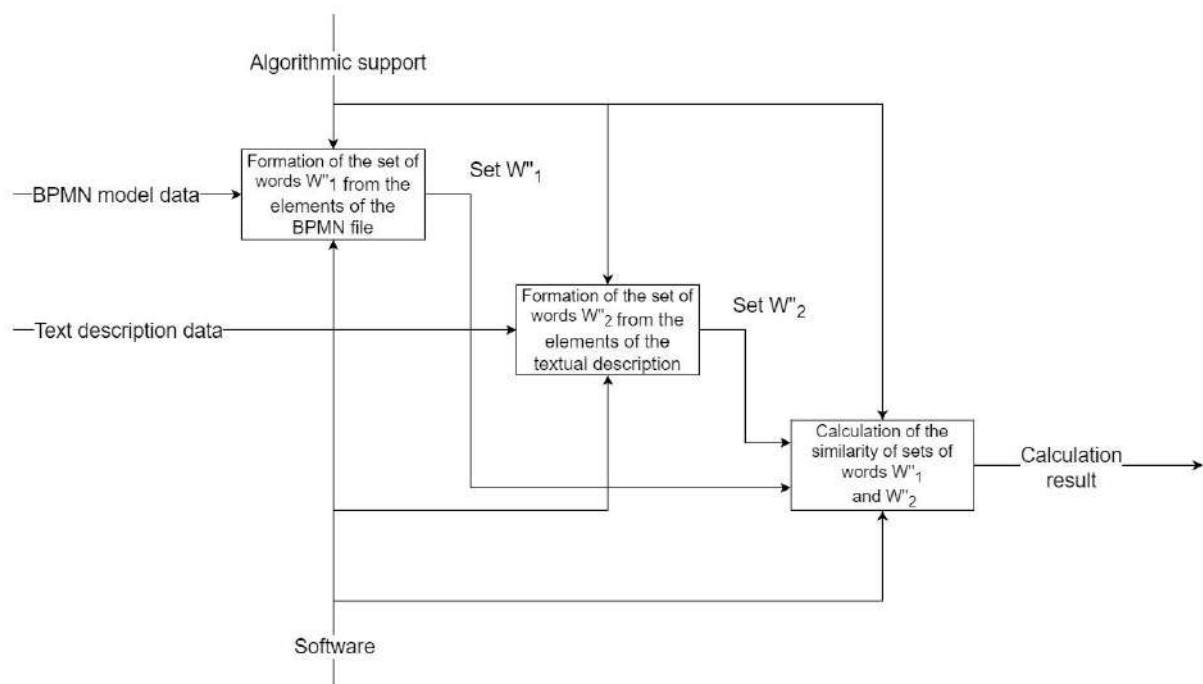 Algorithmic support
Formation of the set of
words W"₁ from the
elements of the
BPMN file
Set W"₁
BPMN model data
Formation of the set of
words W"₂ from the
elements of the
textual description
Set W"₂
Text description data
Calculation of the
similarity of sets of
words W"₁
and W"₂
Calculation
result
Software